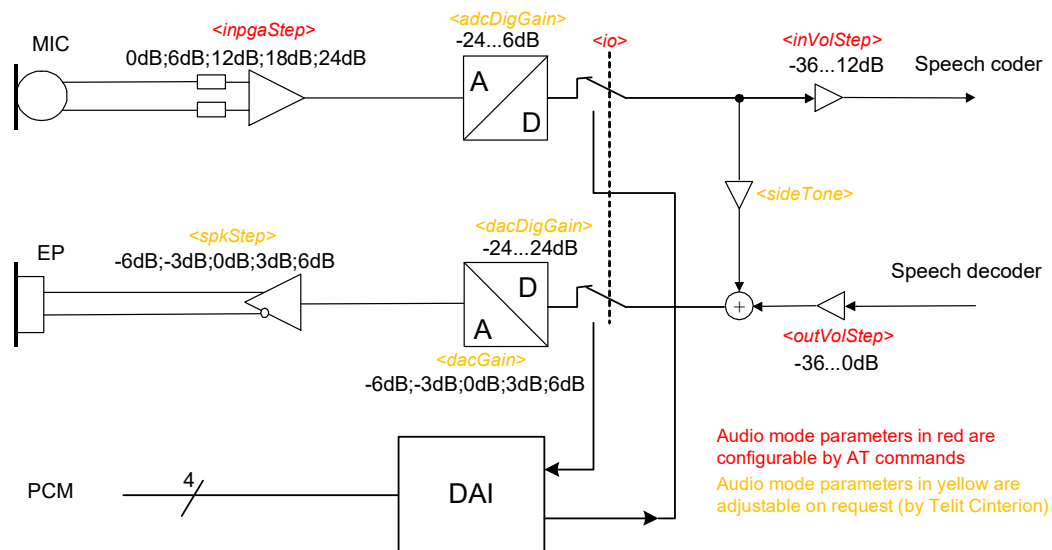 <inpgaStep>
MIC
0dB;6dB;12dB;18dB;24dB
<adcDigGain>
-24...6dB
A
D
<io>
<inVolStep>
-36...12dB
Speech coder
<sideTone>
EP
<spkStep>
-6dB;-3dB;0dB;3dB;6dB
<dacDigGain>
-24...24dB
D
A
<dacGain>
-6dB;-3dB;0dB;3dB;6dB
+
Speech decoder
<outVolStep>
-36...0dB
PCM
4
DAI
Audio mode parameters in red are
configurable by AT commands
Audio mode parameters in yellow are
adjustable on request (by Telit Cinterion)